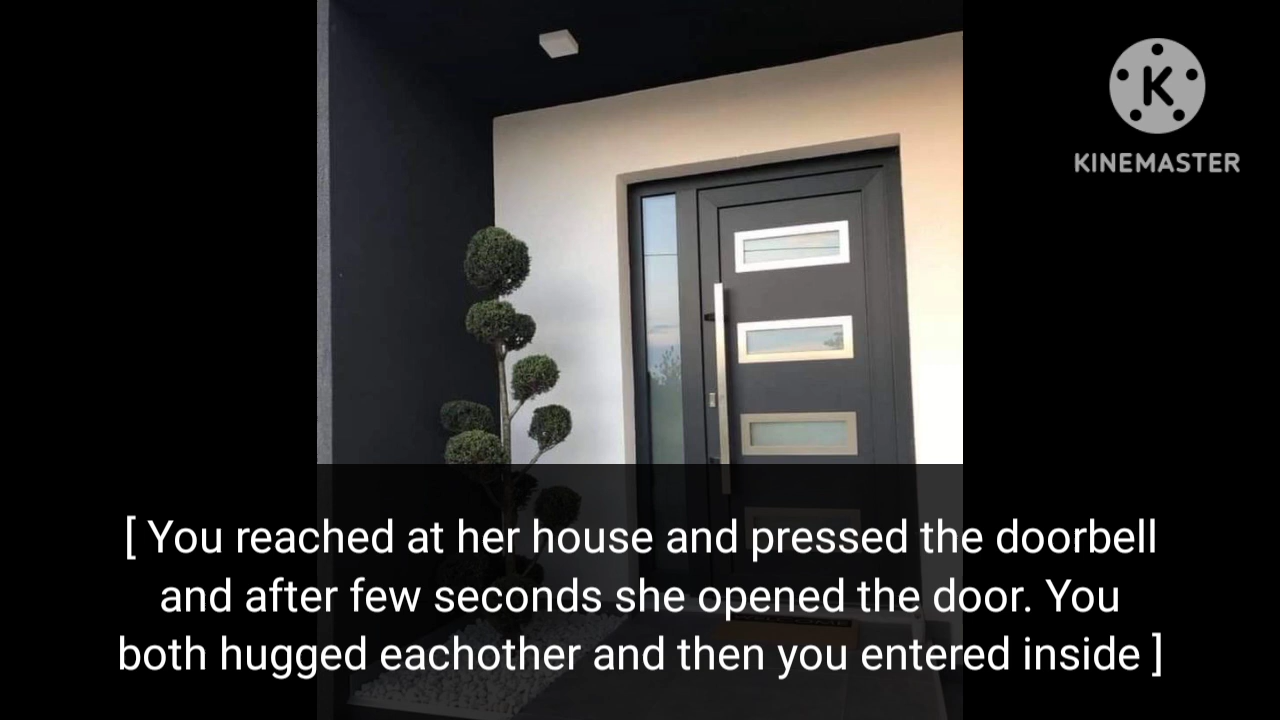 K
KINEMASTER
[ You reached at her house and pressed the doorbell
and after few seconds she opened the door. You
both hugged eachother and then you entered inside ]